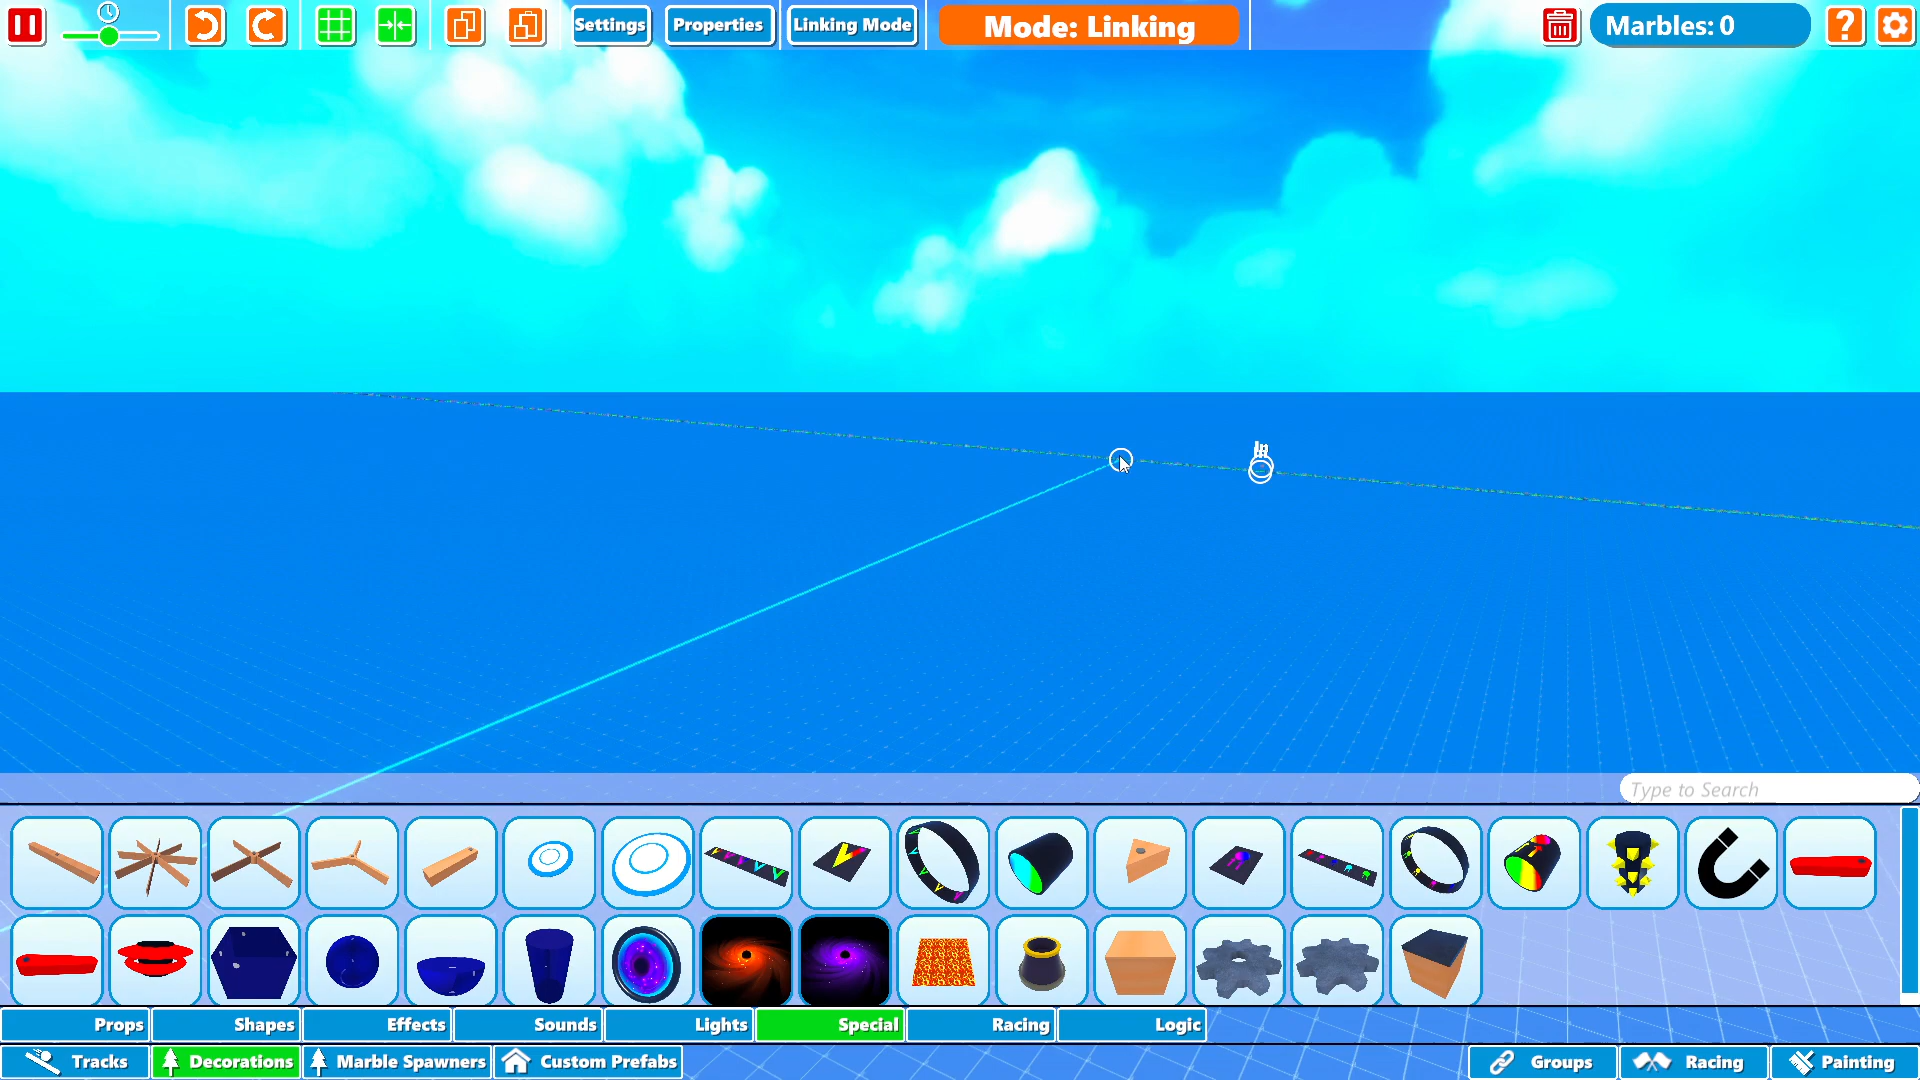 Settings
Properties
Linking Mode
Mode: Linking
Marbles: 0
?
In
Type to Search
Props
Shapes
Effects
Sounds
Lights
Special
Racing
Logic
Tracks
Decorations
Marble Spawners
Custom Prefabs
Groups
Racing
Painting